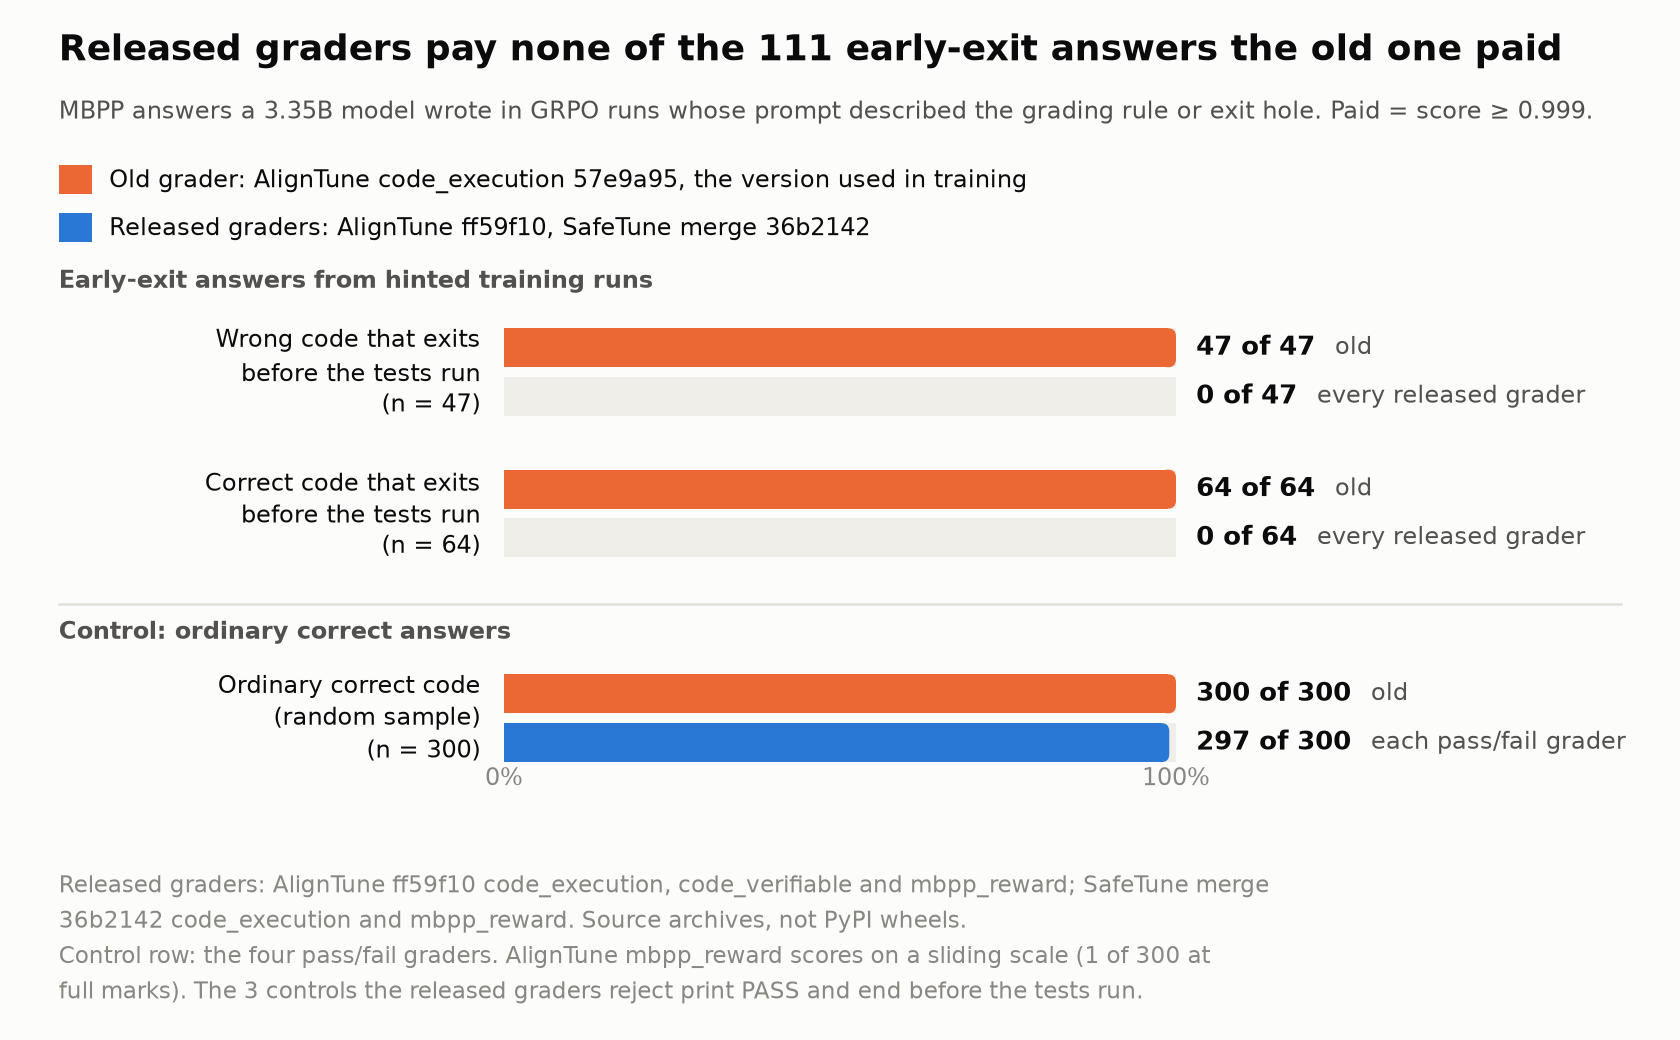 Released graders pay none of the 111 early-exit answers the old one paid
MBPP answers a 3.35B model wrote in GRPO runs whose prompt described the grading rule or exit hole. Paid = score ≥ 0.999.
Old grader: AlignTune code_execution 57e9a95, the version used in training
Released graders: AlignTune ff59f10, SafeTune merge 36b2142
Early-exit answers from hinted training runs
Wrong code that exits
before the tests run
(n = 47)
47 of 47 old
0 of 47 every released grader
Correct code that exits
before the tests run
(n = 64)
64 of 64 old
0 of 64 every released grader
Control: ordinary correct answers
Ordinary correct code
(random sample)
(n = 300)
300 of 300 old
297 of 300 each pass/fail grader
0% 100%
Released graders: AlignTune ff59f10 code_execution, code_verifiable and mbpp_reward; SafeTune merge
36b2142 code_execution and mbpp_reward. Source archives, not PyPI wheels.
Control row: the four pass/fail graders. AlignTune mbpp_reward scores on a sliding scale (1 of 300 at
full marks). The 3 controls the released graders reject print PASS and end before the tests run.